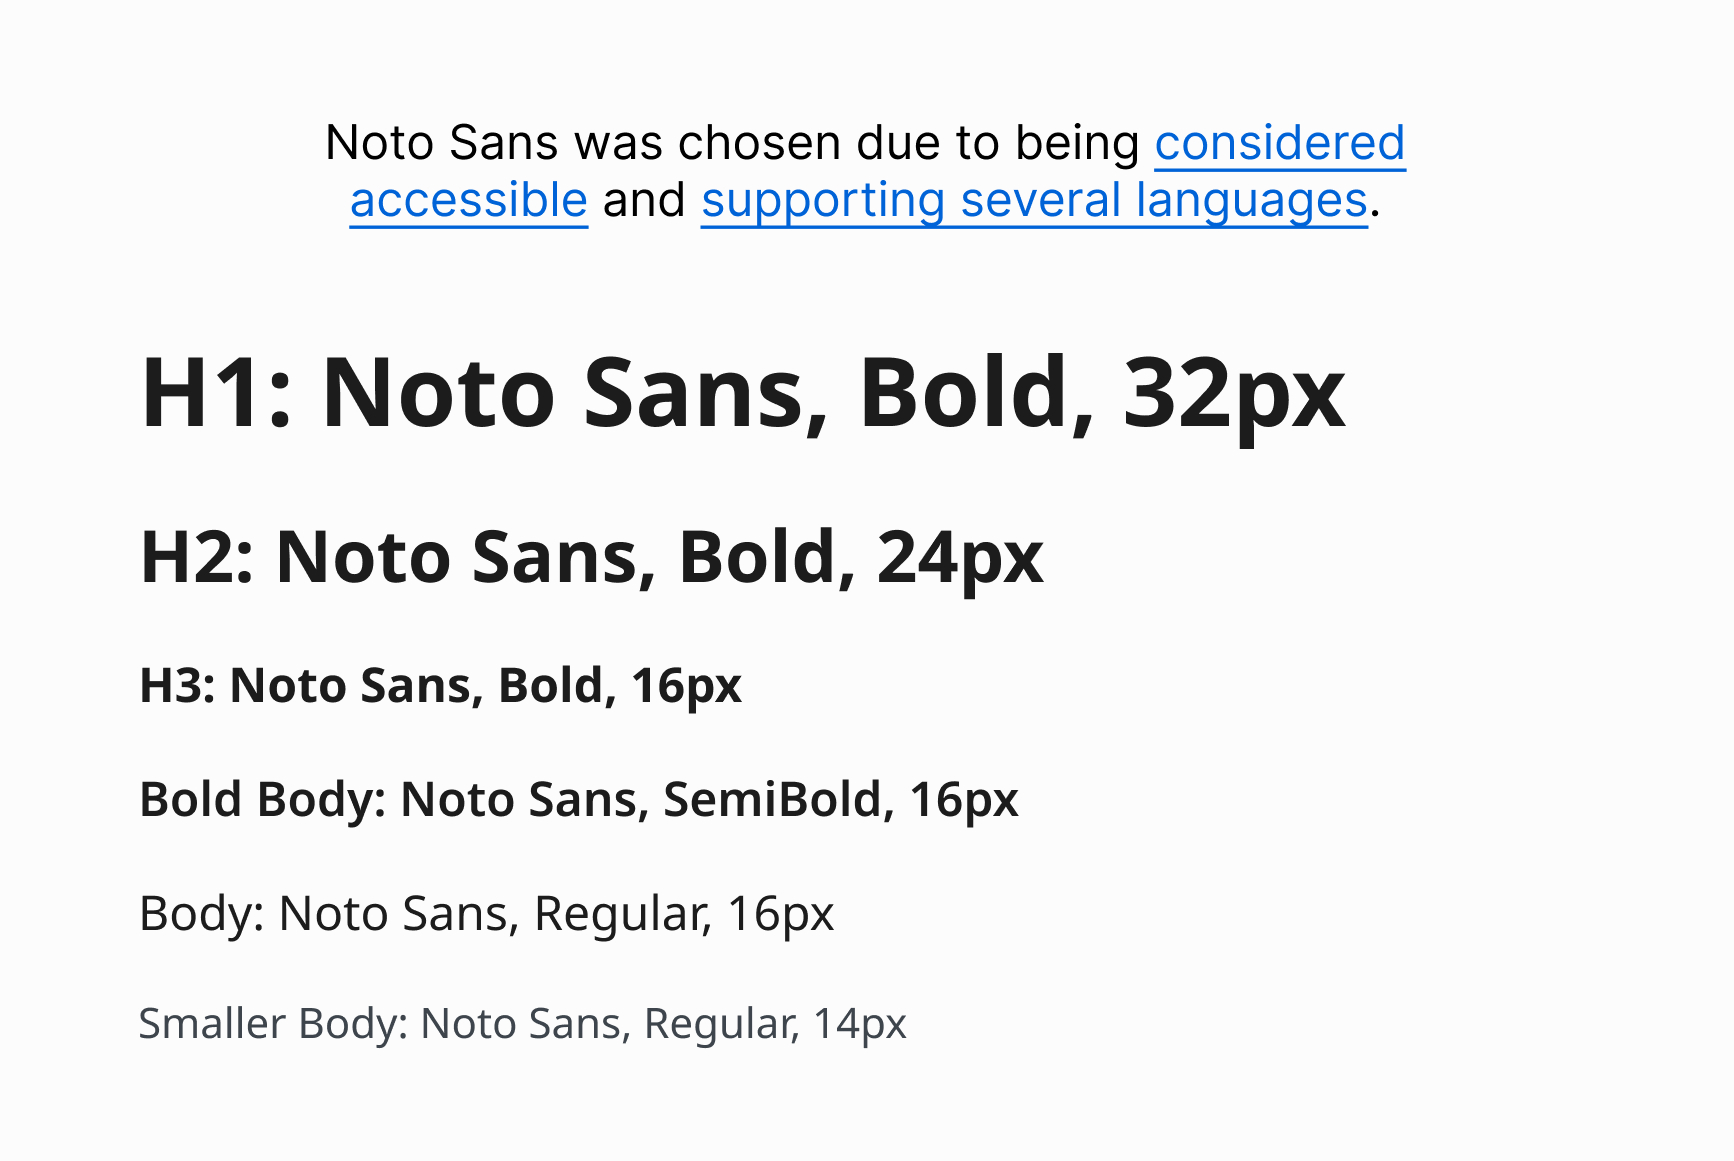 Noto Sans was chosen due to being considered
accessible and supporting several languages.
H1: Noto Sans, Bold, 32px
H2: Noto Sans, Bold, 24px
H3: Noto Sans, Bold, 16px
Bold Body: Noto Sans, SemiBold, 16px
Body: Noto Sans, Regular, 16px
Smaller Body: Noto Sans, Regular, 14px